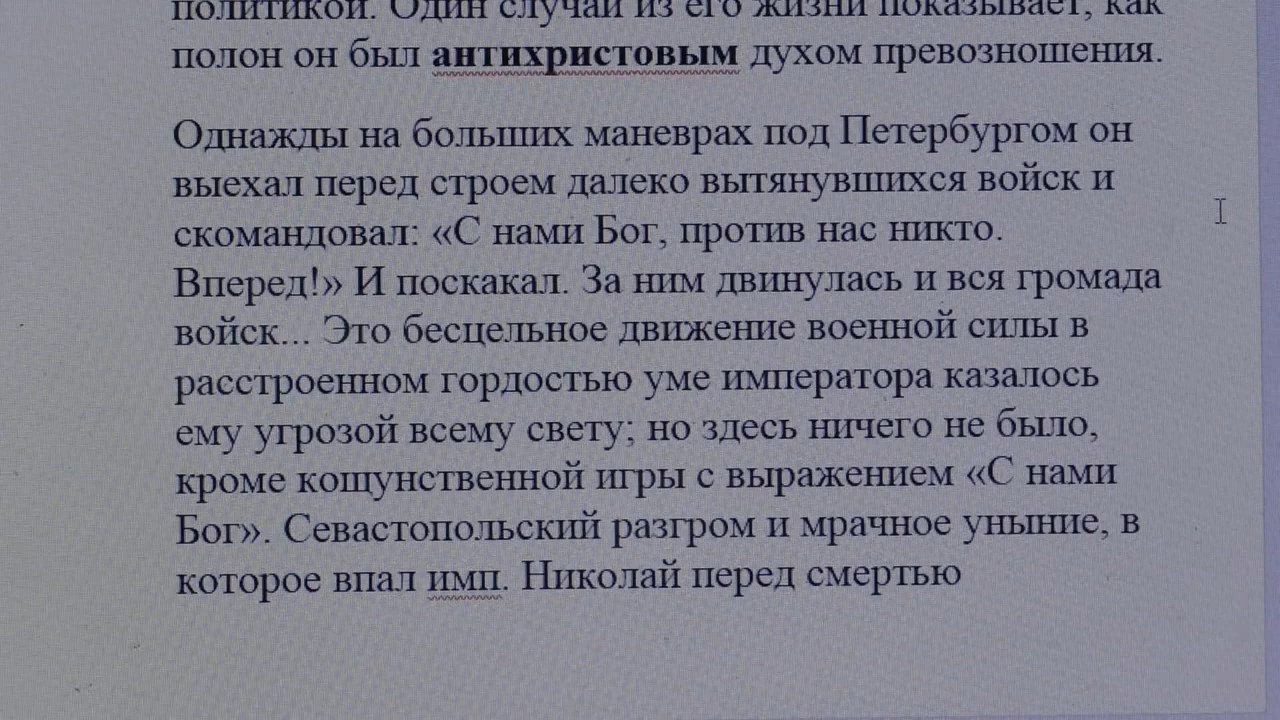 политикой. Один случай из его жизни показывает, как
полон он был антихристовым духом превозношения.
Однажды на больших маневрах под Петербургом он
выехал перед строем далеко вытянувшихся войск и
скомандовал: «С нами Бог, против нас никто.
Вперед!» И поскакал. За ним двинулась и вся громада
войск... Это бесцельное движение военной силы в
расстроенном гордостью уме императора казалось
ему угрозой всему свету; но здесь ничего не было,
кроме кощунственной игры с выражением «С нами
Бог». Севастопольский разгром и мрачное уныние, в
которое впал имп. Николай перед смертью